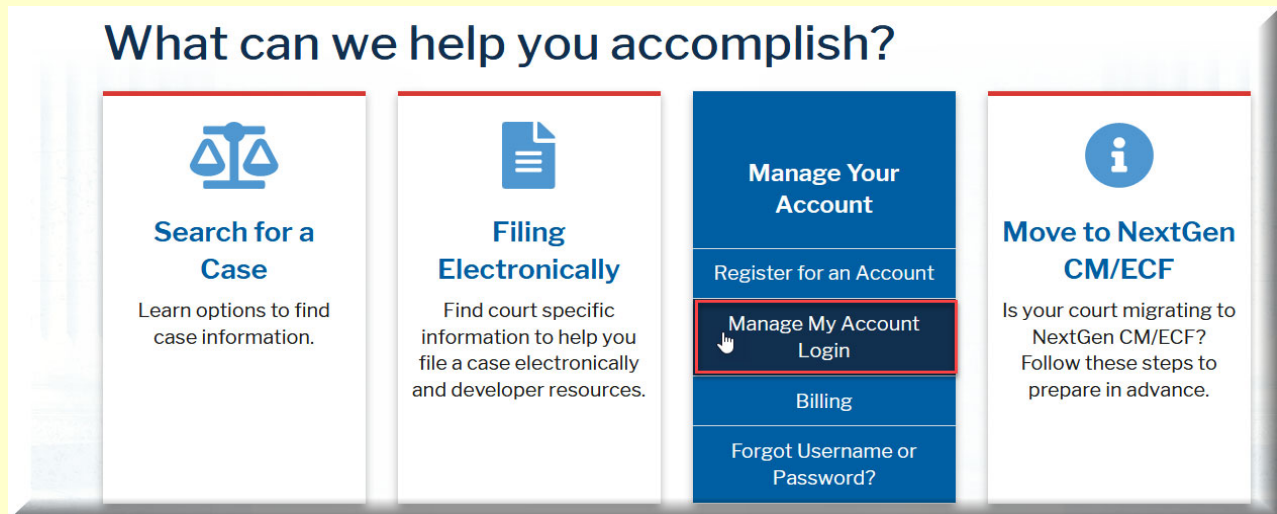 What can we help you accomplish?
Search for a
Case
Learn options to find
case information.
Filing
Electronically
Find court specific
information to help you
file a case electronically
and developer resources.
Manage Your
Account
Register for an Account
Manage My Account
Login
Billing
Forgot Username or
Password?
Move to NextGen
CM/ECF
Is your court migrating to
NextGen CM/ECF?
Follow these steps to
prepare in advance.